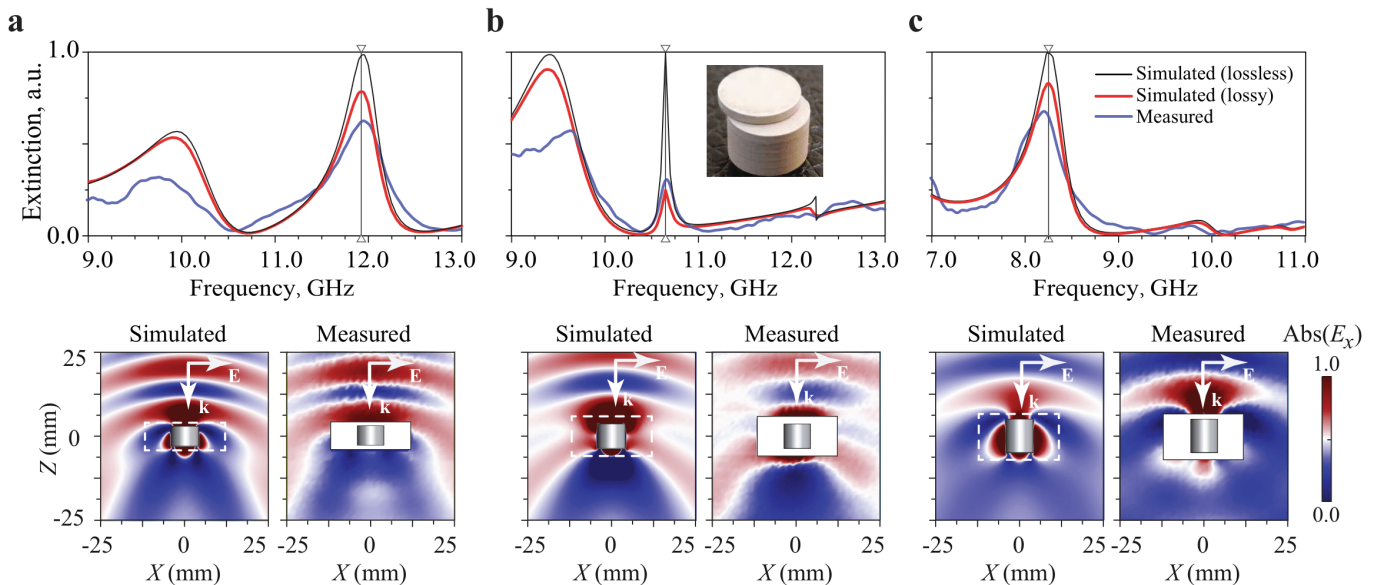 a
b
c
1.0
0.0
Extinction, a.u.
Simulated (lossless)
Simulated (lossy)
Measured
9.0 10.0 11.0 12.0 13.0
9.0 10.0 11.0 12.0 13.0
7.0 8.0 9.0 10.0 11.0
Frequency, GHz
Frequency, GHz
Frequency, GHz
Simulated Measured
Simulated Measured
Simulated Measured
Abs(Ex)
1.0
0.0
25
0
-25
Z (mm)
E
k
E
k
E
k
E
k
E
k
E
k
-25 0 25
-25 0 25
-25 0 25
-25 0 25
-25 0 25
-25 0 25
X (mm)
X (mm)
X (mm)
X (mm)
X (mm)
X (mm)